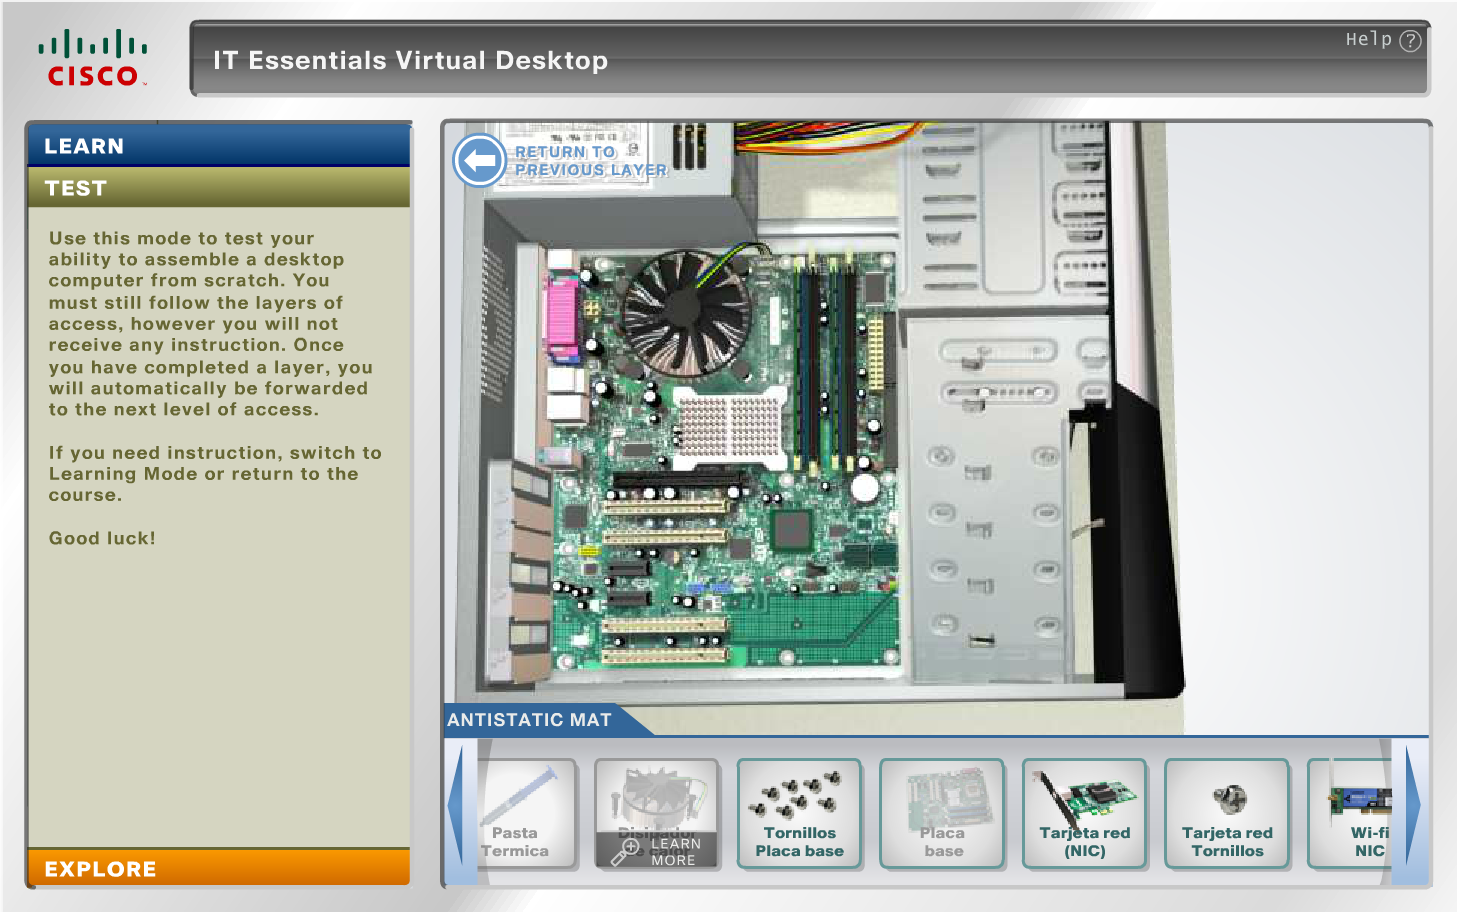 CISCO
IT Essentials Virtual Desktop
Help ?
LEARN
TEST
Use this mode to test your
ability to assemble a desktop
computer from scratch. You
must still follow the layers of
access, however you will not
receive any instruction. Once
you have completed a layer, you
will automatically be forwarded
to the next level of access.
If you need instruction, switch to
Learning Mode or return to the
course.
Good luck!
EXPLORE
RETURN TO
PREVIOUS LAYER
ANTISTATIC MAT
Pasta
Termica
Disipador
LEARN
MORE
Tornillos
Placa base
Placa
base
Tarjeta red
(NIC)
Tarjeta red
Tornillos
Wi-fi
NIC